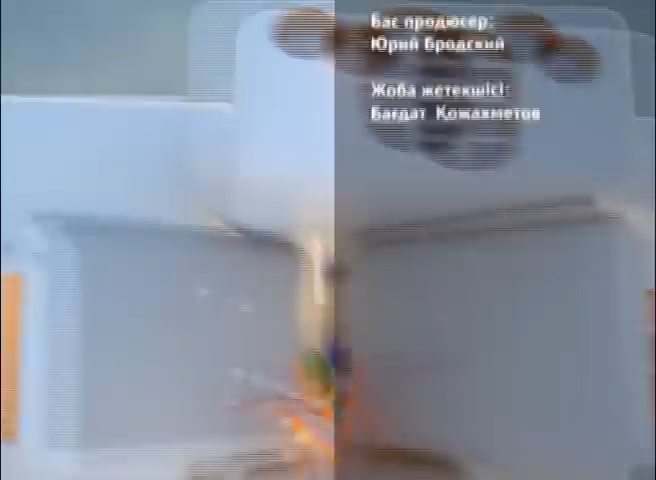 Бас продюсер:
Юрий Бродский
Жоба жетекшісі:
Бағдат Қожахметов